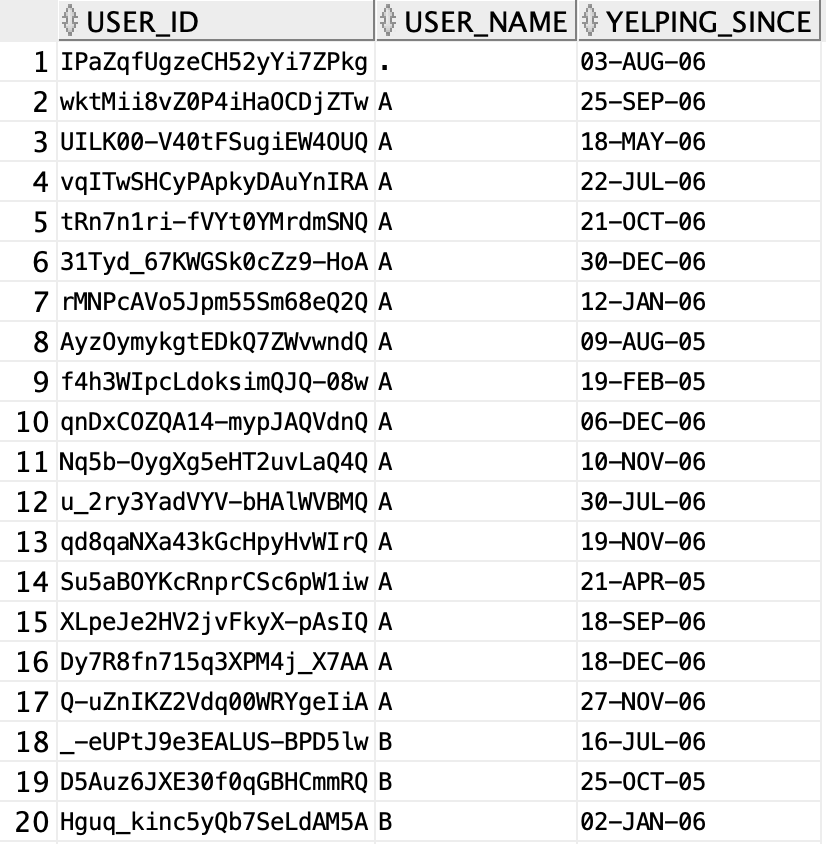 USER_ID USER_NAME YELPING_SINCE
1 IPaZqfUgzeCH52yYi7ZPkg . 03-AUG-06
2 wktMii8vZ0P4iHaOCDjZTw A 25-SEP-06
3 UILK00-V40tFSugiEW4OUQ A 18-MAY-06
4 vqITwSHCyPApkyDAuYnIRA A 22-JUL-06
5 tRn7n1ri-fVYt0YMrdmSNQ A 21-OCT-06
6 31Tyd_67KWGSk0cZz9-HoA A 30-DEC-06
7 rMNPcAVo5Jpm55Sm68eQ2Q A 12-JAN-06
8 AyzOymykgtEDkQ7ZWvwndQ A 09-AUG-05
9 f4h3WIpcLdoksimQJQ-08w A 19-FEB-05
10 qnDxCOZQA14-mypJAQVdnQ A 06-DEC-06
11 Nq5b-OygXg5eHT2uvLaQ4Q A 10-NOV-06
12 u_2ry3YadVYV-bHAlWVBMQ A 30-JUL-06
13 qd8qaNXa43kGcHpyHvWIrQ A 19-NOV-06
14 Su5aBOYKcRnprCSc6pW1iw A 21-APR-05
15 XLpeJe2HV2jvFkyX-pAsIQ A 18-SEP-06
16 Dy7R8fn715q3XPM4j_X7AA A 18-DEC-06
17 Q-uZnIKZ2Vdq00WRYgeIiA A 27-NOV-06
18 _-eUPtJ9e3EALUS-BPD5lw B 16-JUL-06
19 D5Auz6JXE30f0qGBHCmmRQ B 25-OCT-05
20 Hguq_kinc5yQb7SeLdAM5A B 02-JAN-06